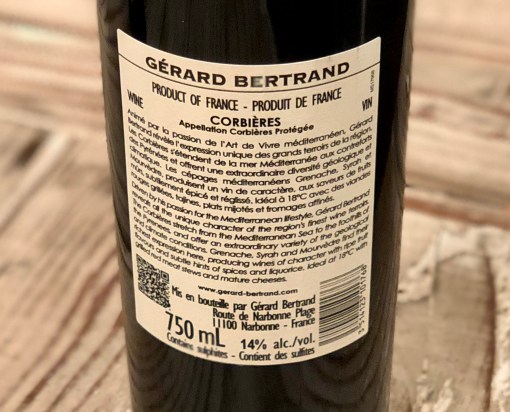 GÉRARD BERTRAND
PRODUCT OF FRANCE - PRODUIT DE FRANCE
WINE
VIN
CORBIÈRES
Appellation Corbières Protégée
Animé par la passion de l'Art de Vivre méditerranéen, Gérard
Bertrand révèle l'expression unique des grands terroirs de la région.
Les Corbières s'étendent de la mer Méditerranée aux contreforts
des Pyrénées et offrent une extraordinaire diversité géologique et
climatique. Les cépages méditerranéens Grenache, Syrah et
Mourvèdre, produisent un vin de caractère, aux saveurs de fruits
mûr, subtilement épicé et réglissé. Idéal à 18°C avec des viandes
rouges grillées, tajines, plats mijotés et fromages affinés.
Driven by his passion for the Mediterranean lifestyle, Gérard Bertrand
reveals the unique character of the region's finest wine terroirs.
The Corbières stretch from the Mediterranean Sea to the foothills of
the Pyrenees, and offer an extraordinary variety of geological
and climatic conditions. Grenache, Syrah and Mourvèdre find their
expression here, producing wines of character with ripe fruit
flavours and subtle hints of spices and liquorice. Ideal at 18°C with
grilled red meat stews and mature cheeses.
www.gerard-bertrand.com
Mis en bouteille par Gérard Bertrand
Route de Narbonne Plage
11100 Narbonne - France
750 mL
14% alc./vol.
Contains sulphites - Contient des sulfites